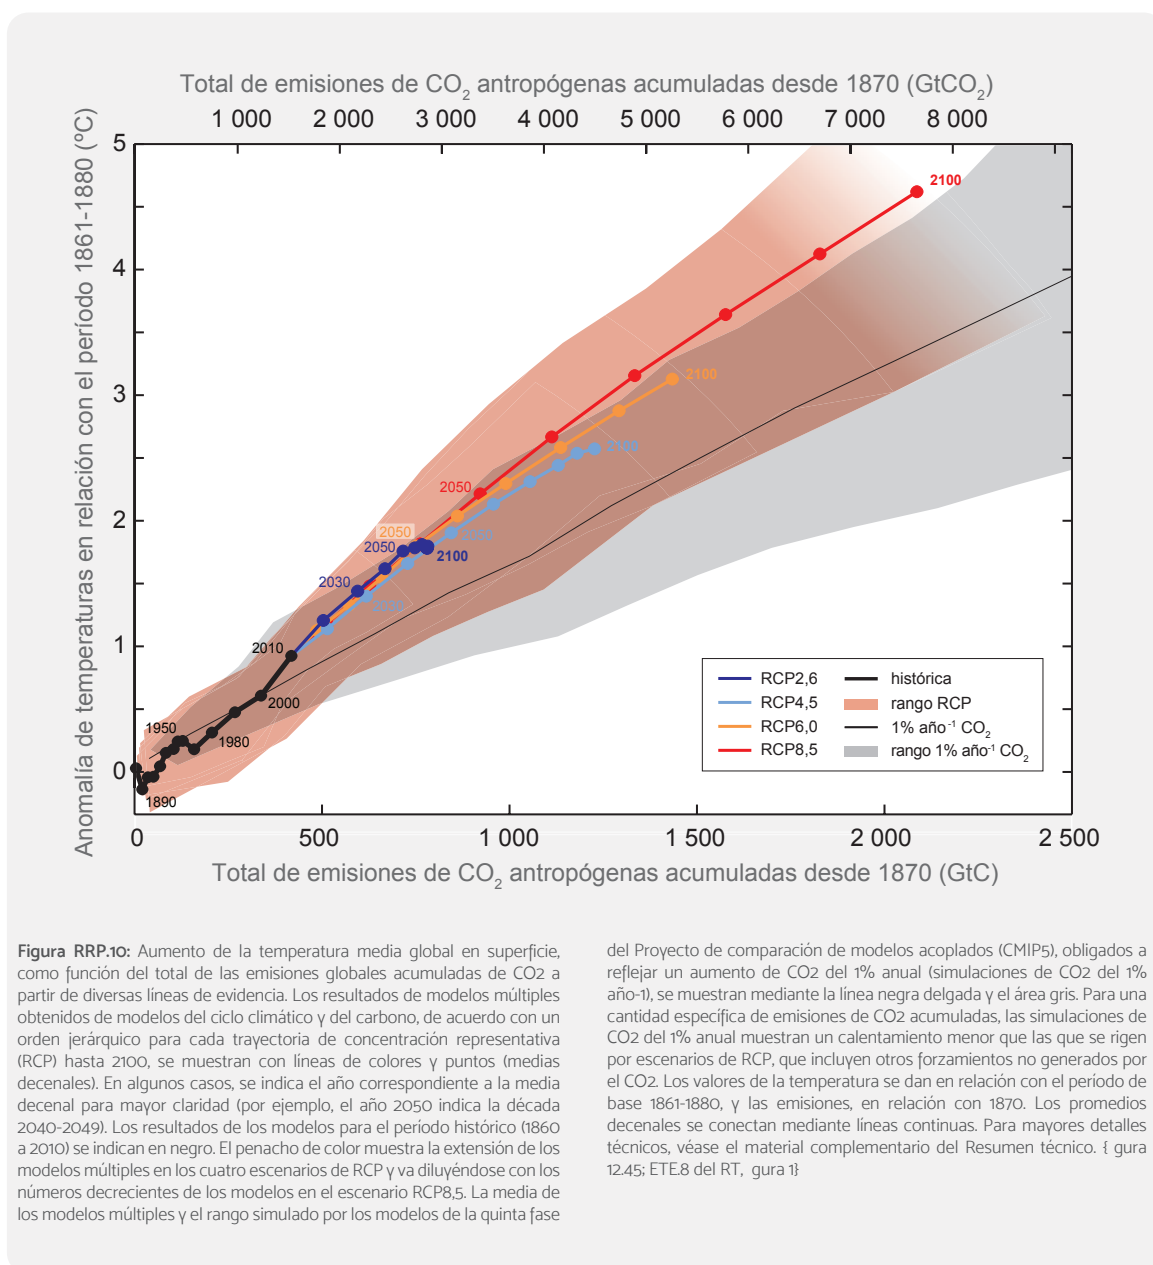 Total de emisiones de CO2 antropógenas acumuladas desde 1870 (GtCO2)
1 000 2 000 3 000 4 000 5 000 6 000 7 000 8 000
Anomalía de temperaturas en relación con el período 1861-1880 (ºC)
5
4
3
2
1
0
2100
2100
2100
2050
2050
2050
2050
2100
2030
2030
2010
2000
1950
1980
1890
RCP2,6
RCP4,5
RCP6,0
RCP8,5
histórica
rango RCP
1% año-1 CO2
rango 1% año-1 CO2
0 500 1 000 1 500 2 000 2 500
Total de emisiones de CO2 antropógenas acumuladas desde 1870 (GtC)
Figura RRP.10: Aumento de la temperatura media global en superficie,
como función del total de las emisiones globales acumuladas de CO2 a
partir de diversas líneas de evidencia. Los resultados de modelos múltiples
obtenidos de modelos del ciclo climático y del carbono, de acuerdo con un
orden jerárquico para cada trayectoria de concentración representativa
(RCP) hasta 2100, se muestran con líneas de colores y puntos (medias
decenales). En algunos casos, se indica el año correspondiente a la media
decenal para mayor claridad (por ejemplo, el año 2050 indica la década
2040-2049). Los resultados de los modelos para el período histórico (1860
a 2010) se indican en negro. El penacho de color muestra la extensión de los
modelos múltiples en los cuatro escenarios de RCP y va diluyéndose con los
números decrecientes de los modelos en el escenario RCP8,5. La media de
los modelos múltiples y el rango simulado por los modelos de la quinta fase
del Proyecto de comparación de modelos acoplados (CMIP5), obligados a
reflejar un aumento de CO2 del 1% anual (simulaciones de CO2 del 1%
año-1), se muestran mediante la línea negra delgada y el área gris. Para una
cantidad específica de emisiones de CO2 acumuladas, las simulaciones de
CO2 del 1% anual muestran un calentamiento menor que las que se rigen
por escenarios de RCP, que incluyen otros forzamientos no generados por
el CO2. Los valores de la temperatura se dan en relación con el período de
base 1861-1880, y las emisiones, en relación con 1870. Los promedios
decenales se conectan mediante líneas continuas. Para mayores detalles
técnicos, véase el material complementario del Resumen técnico. { gura
12.45; ETE.8 del RT, gura 1}